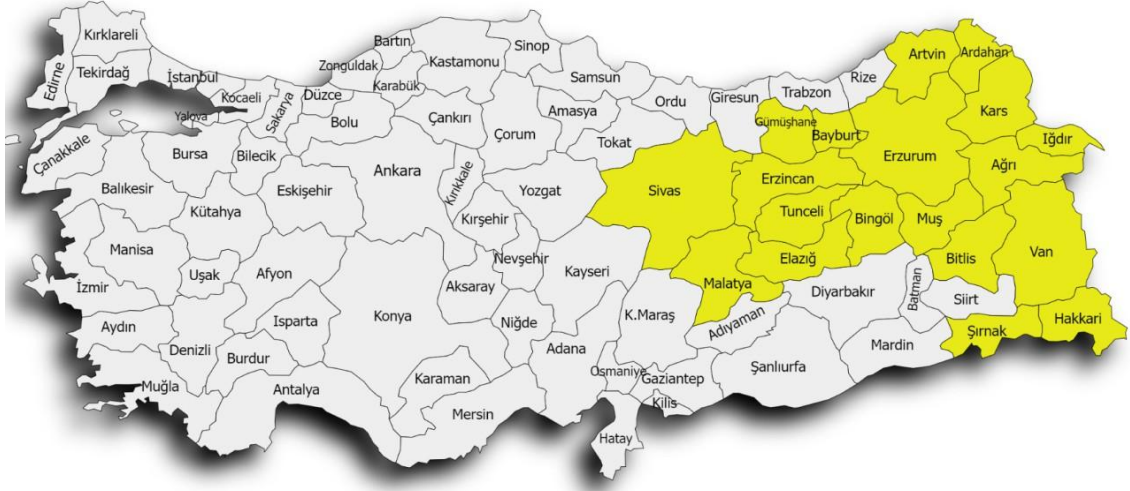 Kırklareli
Edirne
Tekirdağ
İstanbul
Kocaeli
Yalova
Sakarya
Düzce
Zonguldak
Bartın
Karabük
Kastamonu
Sinop
Samsun
Ordu
Giresun
Trabzon
Rize
Artvin
Ardahan
Kars
Iğdır
Çanakkale
Bursa
Bilecik
Bolu
Çankırı
Çorum
Amasya
Tokat
Gümüşhane
Bayburt
Erzurum
Ağrı
Balıkesir
Kütahya
Eskişehir
Ankara
Kırıkkale
Kırşehir
Yozgat
Sivas
Erzincan
Tunceli
Bingöl
Muş
Bitlis
Van
Manisa
Uşak
Afyon
Nevşehir
Kayseri
Malatya
Elazığ
İzmir
Aksaray
Konya
Niğde
K.Maraş
Adıyaman
Diyarbakır
Batman
Siirt
Şırnak
Hakkari
Aydın
Denizli
Isparta
Burdur
Adana
Osmaniye
Gaziantep
Şanlıurfa
Mardin
Muğla
Antalya
Karaman
Mersin
Kilis
Hatay